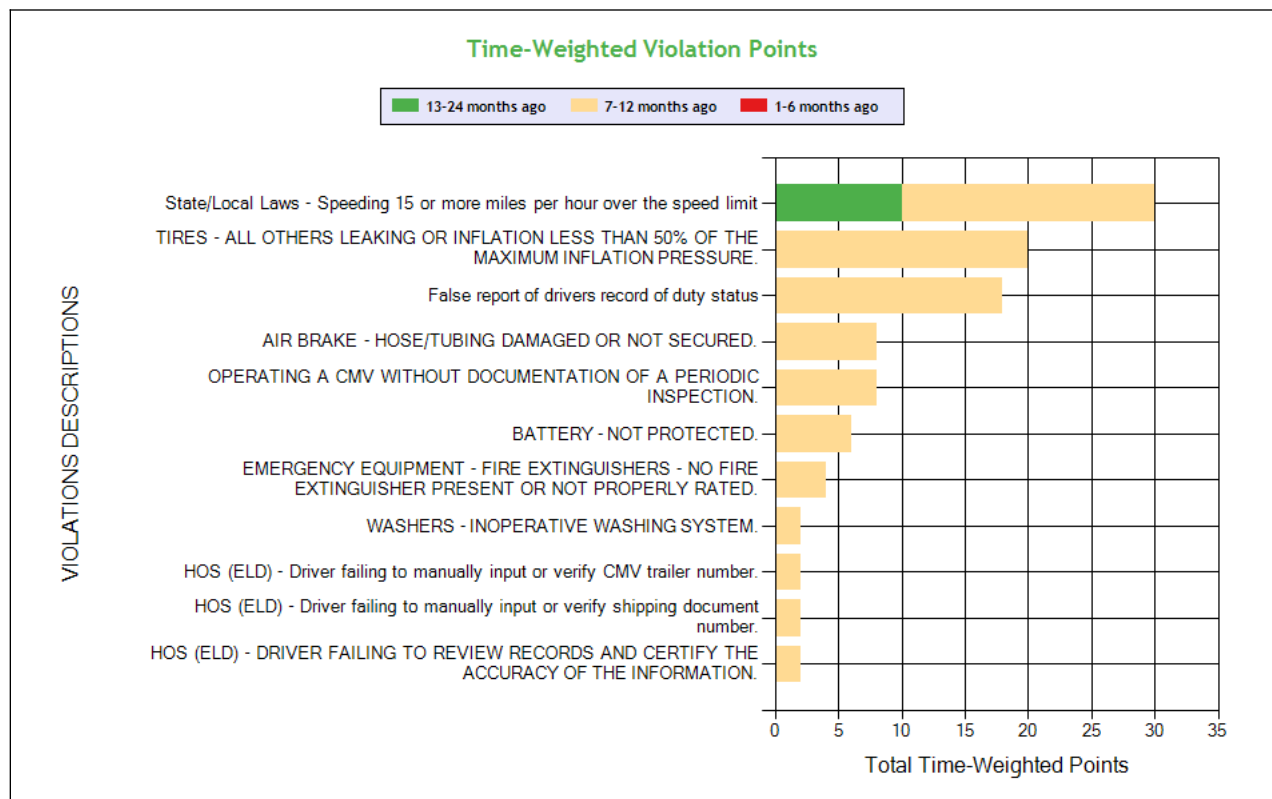 Time-Weighted Violation Points
13-24 months ago 7-12 months ago 1-6 months ago
VIOLATIONS DESCRIPTIONS
State/Local Laws - Speeding 15 or more miles per hour over the speed limit
TIRES - ALL OTHERS LEAKING OR INFLATION LESS THAN 50% OF THE
MAXIMUM INFLATION PRESSURE.
False report of drivers record of duty status
AIR BRAKE - HOSE/TUBING DAMAGED OR NOT SECURED.
OPERATING A CMV WITHOUT DOCUMENTATION OF A PERIODIC
INSPECTION.
BATTERY - NOT PROTECTED.
EMERGENCY EQUIPMENT - FIRE EXTINGUISHERS - NO FIRE
EXTINGUISHER PRESENT OR NOT PROPERLY RATED.
WASHERS - INOPERATIVE WASHING SYSTEM.
HOS (ELD) - Driver failing to manually input or verify CMV trailer number.
HOS (ELD) - Driver failing to manually input or verify shipping document
number.
HOS (ELD) - DRIVER FAILING TO REVIEW RECORDS AND CERTIFY THE
ACCURACY OF THE INFORMATION.
0 5 10 15 20 25 30 35
Total Time-Weighted Points